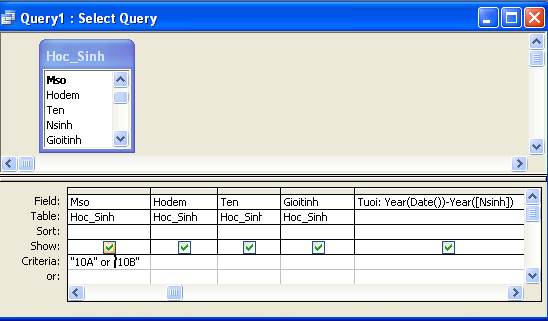 Query1 : Select Query
Hoc_Sinh
Mso
Hodem
Ten
Nsinh
Gioitinh
Field: Mso Hodem Ten Gioitinh Tuoi: Year(Date())-Year([Nsinh])
Table: Hoc_Sinh Hoc_Sinh Hoc_Sinh Hoc_Sinh
Sort:
Show:
Criteria: "10A" or "10B"
or: